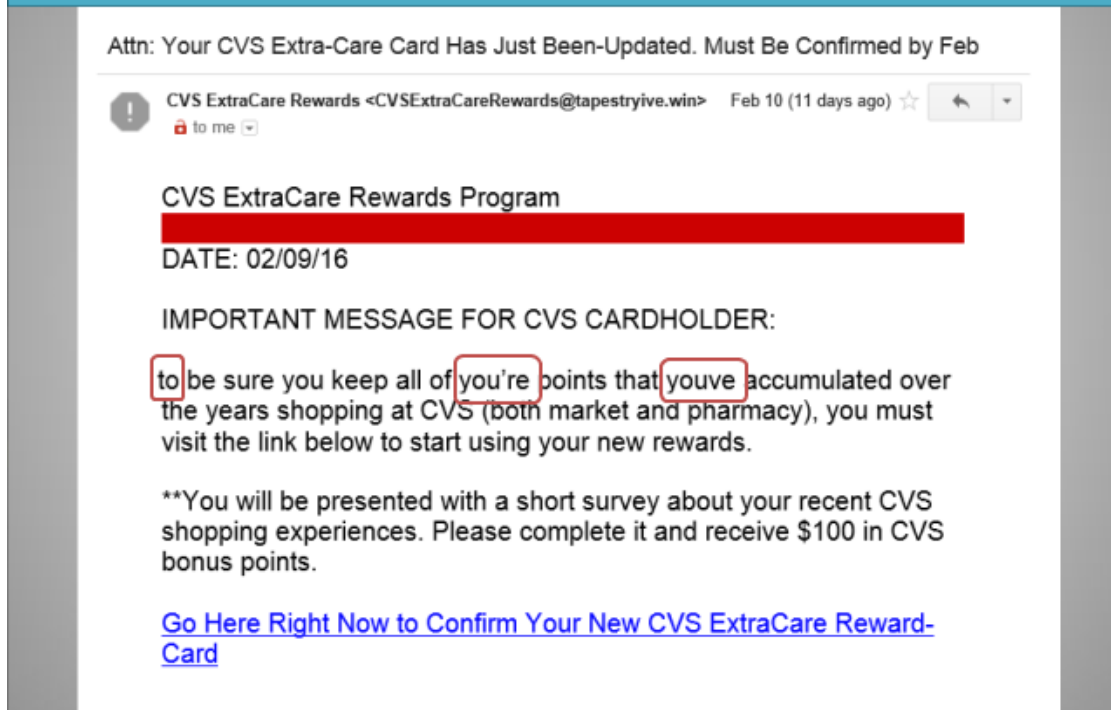 Attn: Your CVS Extra-Care Card Has Just Been-Updated. Must Be Confirmed by Feb
CVS ExtraCare Rewards <CVSExtraCareRewards@tapestryive.win> Feb 10 (11 days ago)
to me
CVS ExtraCare Rewards Program
DATE: 02/09/16
IMPORTANT MESSAGE FOR CVS CARDHOLDER:
to be sure you keep all of you're points that youve accumulated over
the years shopping at CVS (both market and pharmacy), you must
visit the link below to start using your new rewards.
**You will be presented with a short survey about your recent CVS
shopping experiences. Please complete it and receive $100 in CVS
bonus points.
Go Here Right Now to Confirm Your New CVS ExtraCare Reward-
Card